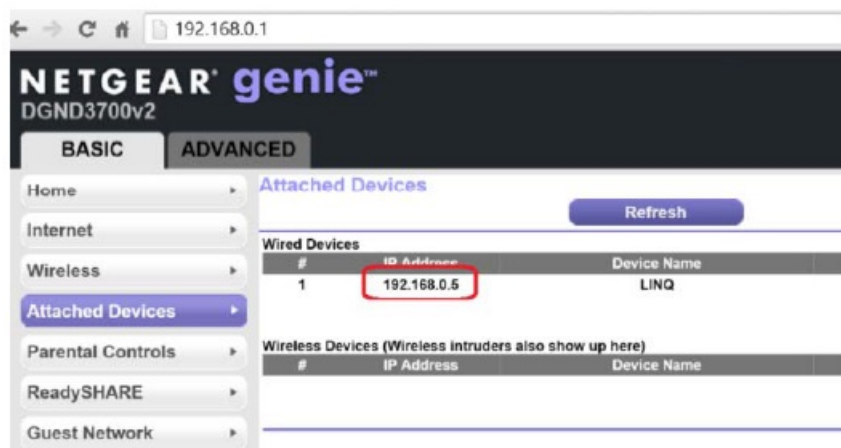 192.168.0.1
NETGEAR® genie™
DGND3700v2
BASIC ADVANCED
Home
Internet
Wireless
Attached Devices
Parental Controls
ReadySHARE
Guest Network
Attached Devices
Refresh
Wired Devices
# IP Address Device Name
1 192.168.0.5 LINQ
Wireless Devices (Wireless intruders also show up here)
# IP Address Device Name